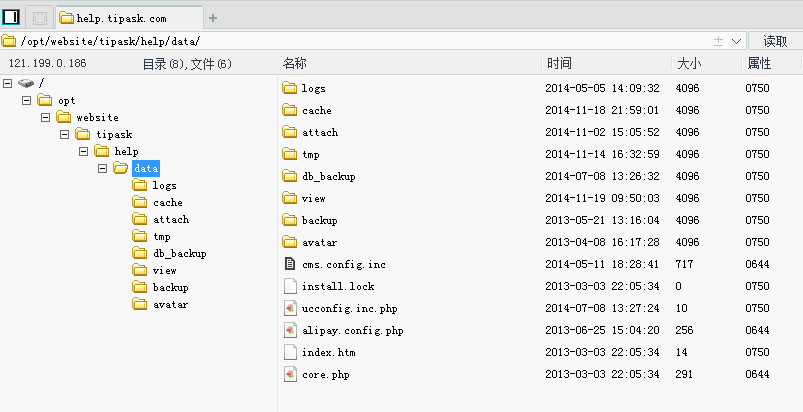 help.tipask.com
/opt/website/tipask/help/data/ 读取
121.199.0.186 目录(8),文件(6) 名称 时间 大小 属性
/
opt
website
tipask
help
data
logs
cache
attach
tmp
db_backup
view
backup
avatar
logs 2014-05-05 14:09:32 4096 0750
cache 2014-11-18 21:59:01 4096 0750
attach 2014-11-02 15:05:52 4096 0750
tmp 2014-11-14 16:32:59 4096 0750
db_backup 2014-07-08 13:26:32 4096 0750
view 2014-11-19 09:50:03 4096 0750
backup 2013-05-21 13:16:04 4096 0750
avatar 2013-04-08 16:17:28 4096 0750
cms.config.inc 2014-05-11 18:28:41 717 0644
install.lock 2013-03-03 22:05:34 0 0750
ucconfig.inc.php 2014-07-08 13:27:24 10 0750
alipay.config.php 2013-06-25 15:04:20 256 0644
index.htm 2013-03-03 22:05:34 14 0750
core.php 2013-03-03 22:05:34 291 0644